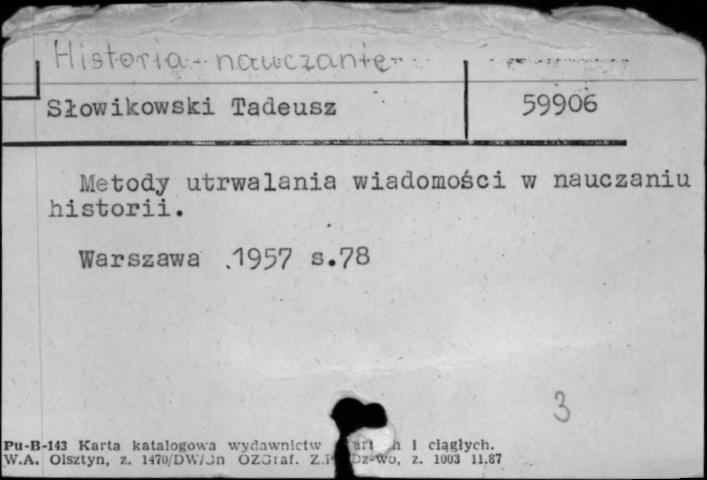 Historia - nauczanie
Słowikowski Tadeusz 59906
Metody utrwalania wiadomości w nauczaniu
historii.
Warszawa .1957 s.78
3
Pu-B-143 Karta katalogowa wydawnictw i ciągłych.
W.A. Olsztyn, z. 1470/DW/Jn OZGraf. z. 1003 11.87